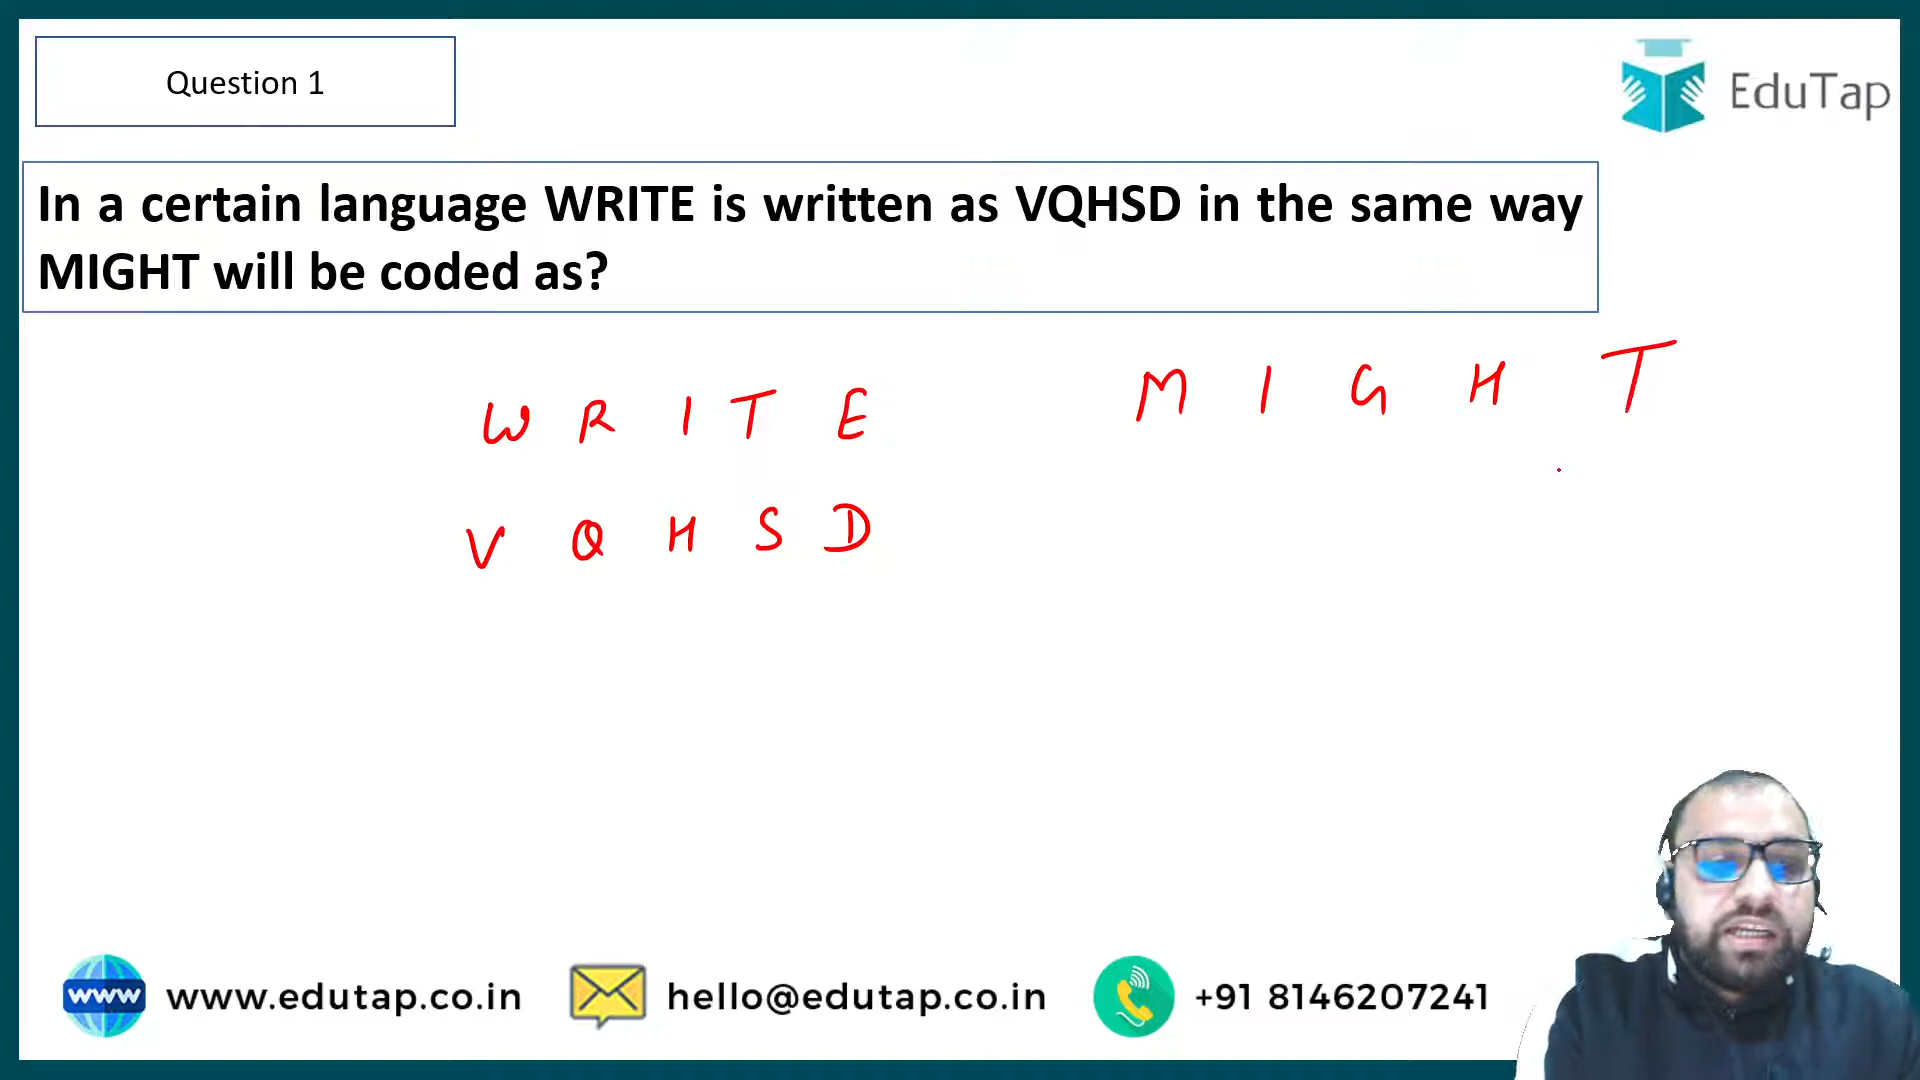 Question 1
EduTap
In a certain language WRITE is written as VQHSD in the same way
MIGHT will be coded as?
W R I T E
M I G H T
V Q H S D
www www.edutap.co.in hello@edutap.co.in +91 8146207241